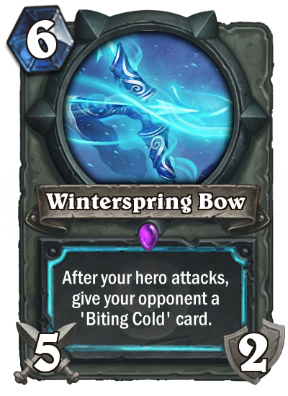 6
Winterspring Bow
After your hero attacks,
give your opponent a
'Biting Cold' card.
5
2